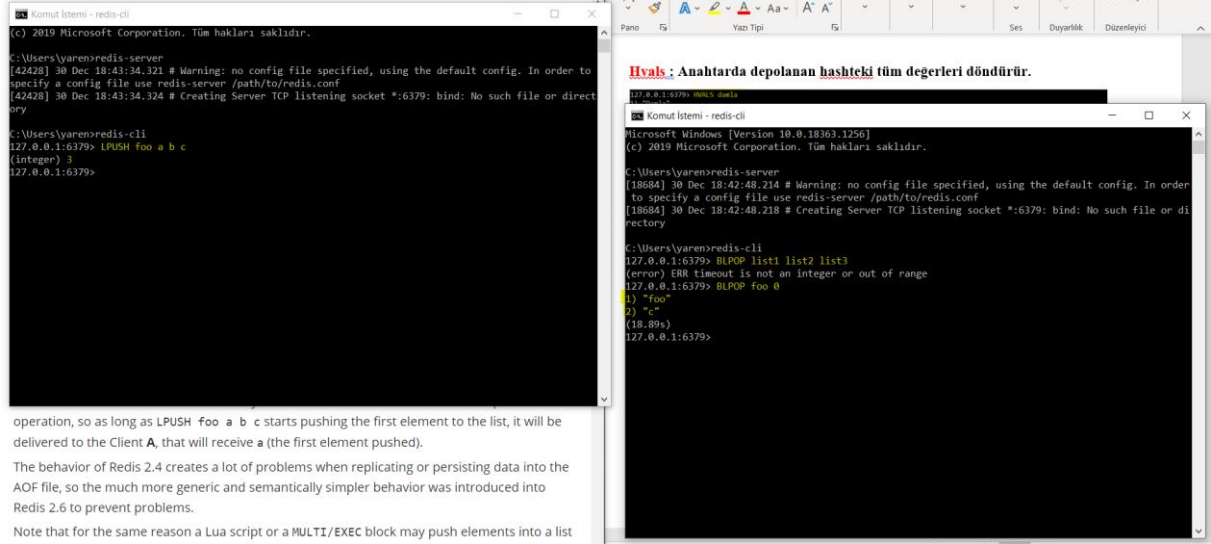 Komut İstemi - redis-cli
(c) 2019 Microsoft Corporation. Tüm hakları saklıdır.
C:\Users\yaren>redis-server
[42428] 30 Dec 18:43:34.321 # Warning: no config file specified, using the default config. In order to
specify a config file use redis-server /path/to/redis.conf
[42428] 30 Dec 18:43:34.324 # Creating Server TCP listening socket *:6379: bind: No such file or direct
ory
C:\Users\yaren>redis-cli
127.0.0.1:6379> LPUSH foo a b c
(integer) 3
127.0.0.1:6379>
operation, so as long as LPUSH foo a b c starts pushing the first element to the list, it will be
delivered to the Client A, that will receive a (the first element pushed).
The behavior of Redis 2.4 creates a lot of problems when replicating or persisting data into the
AOF file, so the much more generic and semantically simpler behavior was introduced into
Redis 2.6 to prevent problems.
Note that for the same reason a Lua script or a MULTI/EXEC block may push elements into a list
Pano
Yazı Tipi
Ses
Duyarlılık
Düzenleyici
Hvals : Anahtarda depolanan hashteki tüm değerleri döndürür.
127.0.0.1:6379> HVALS damla
Komut İstemi - redis-cli
Microsoft Windows [Version 10.0.18363.1256]
(c) 2019 Microsoft Corporation. Tüm hakları saklıdır.
C:\Users\yaren>redis-server
[18684] 30 Dec 18:42:48.214 # Warning: no config file specified, using the default config. In order
to specify a config file use redis-server /path/to/redis.conf
[18684] 30 Dec 18:42:48.218 # Creating Server TCP listening socket *:6379: bind: No such file or di
rectory
C:\Users\yaren>redis-cli
127.0.0.1:6379> BLPOP list1 list2 list3
(error) ERR timeout is not an integer or out of range
127.0.0.1:6379> BLPOP foo 0
1) "foo"
2) "c"
(18.89s)
127.0.0.1:6379>